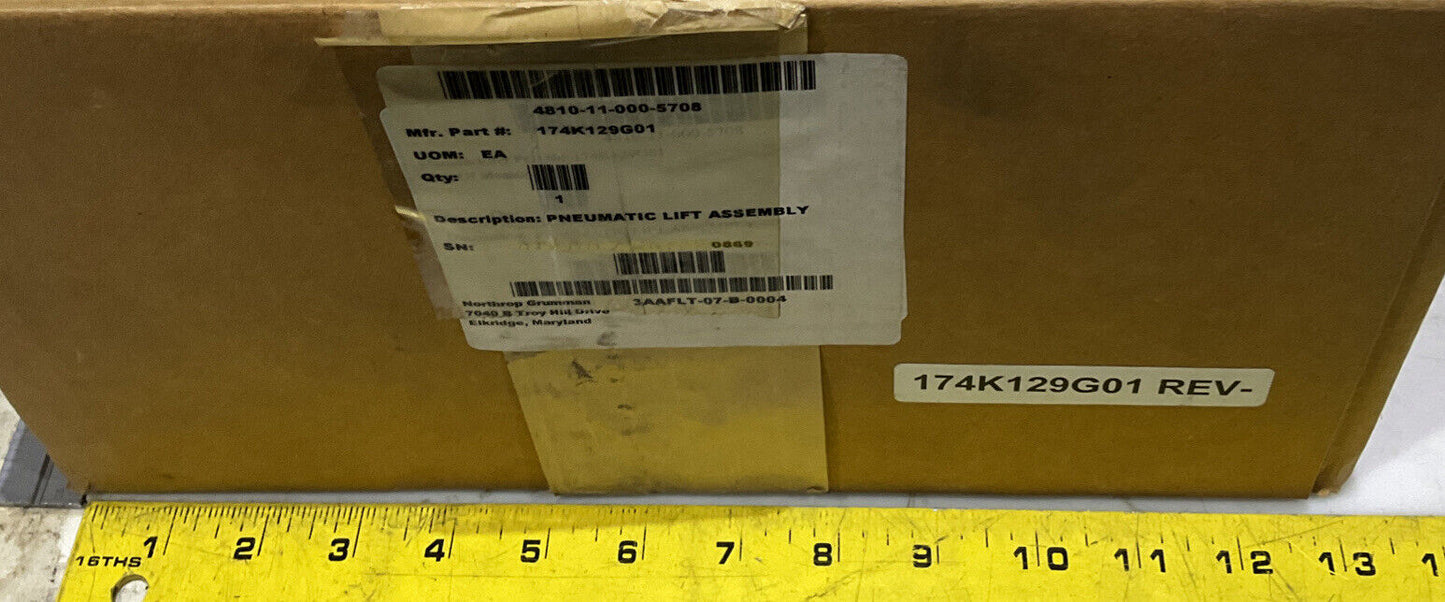 4810-11-000-5708
Mfr. Part #: 174K129G01
UOM: EA
Qty:
1
Description: PNEUMATIC LIFT ASSEMBLY
SN: 0869
3AAFLT-07-B-0004
Northrop Grumman
7040 B Troy Hill Drive
Elkridge, Maryland
174K129G01 REV-
16THS 1 2 3 4 5 6 7 8 9 10 11 12 13 1